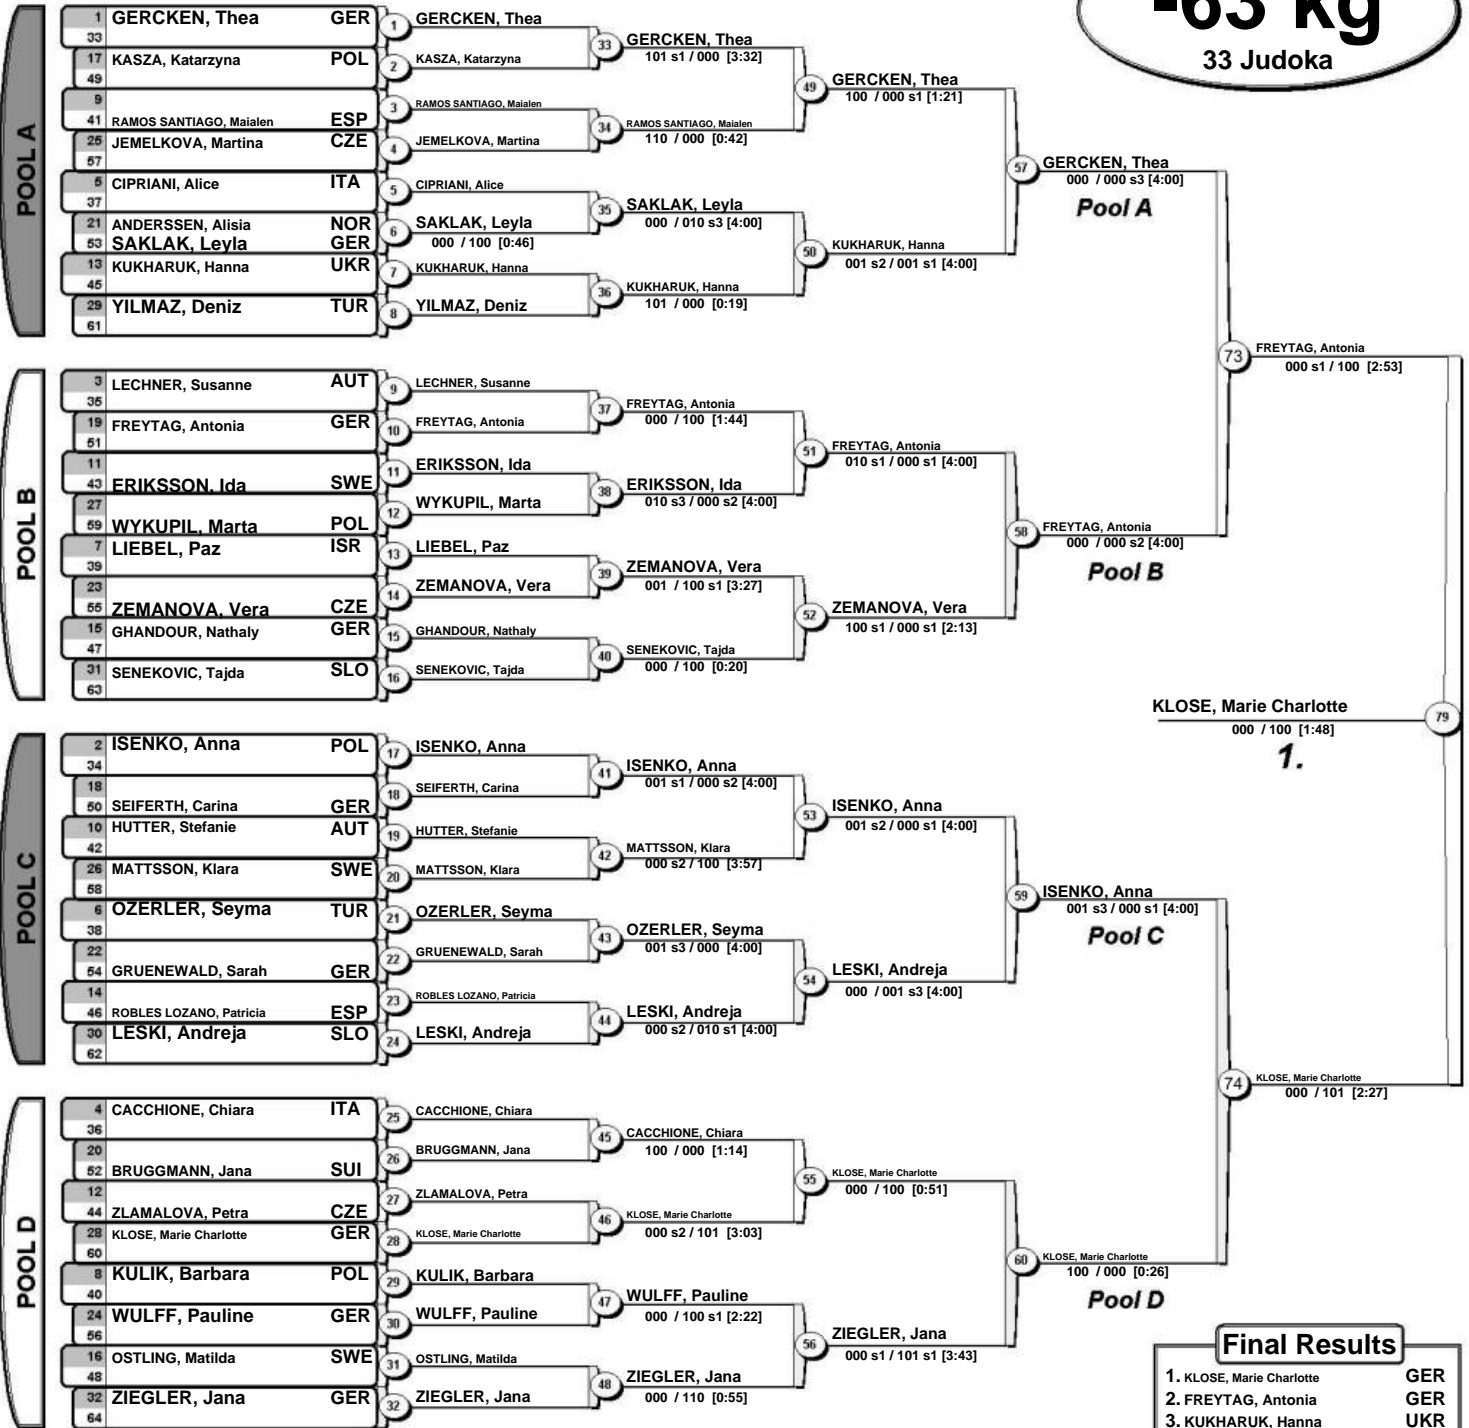 -63 kg
33 Judoka
POOL A
1 GERCKEN, Thea GER
33
17 KASZA, Katarzyna POL
49
9
41 RAMOS SANTIAGO, Maialen ESP
25 JEMELKOVA, Martina CZE
57
5 CIPRIANI, Alice ITA
37
21 ANDERSSEN, Alisia NOR
53 SAKLAK, Leyla GER
13 KUKHARUK, Hanna UKR
45
29 YILMAZ, Deniz TUR
61
1 GERCKEN, Thea
2 KASZA, Katarzyna
3 RAMOS SANTIAGO, Maialen
4 JEMELKOVA, Martina
5 CIPRIANI, Alice
6 SAKLAK, Leyla
000 / 100 [0:46]
7 KUKHARUK, Hanna
8 YILMAZ, Deniz
33 GERCKEN, Thea
101 s1 / 000 [3:32]
34 RAMOS SANTIAGO, Maialen
110 / 000 [0:42]
35 SAKLAK, Leyla
000 / 010 s3 [4:00]
36 KUKHARUK, Hanna
101 / 000 [0:19]
49 GERCKEN, Thea
100 / 000 s1 [1:21]
50 KUKHARUK, Hanna
001 s2 / 001 s1 [4:00]
57 GERCKEN, Thea
000 / 000 s3 [4:00]
Pool A
POOL B
3 LECHNER, Susanne AUT
35
19 FREYTAG, Antonia GER
51
11
43 ERIKSSON, Ida SWE
27
59 WYKUPIL, Marta POL
7 LIEBEL, Paz ISR
39
23
55 ZEMANOVA, Vera CZE
15 GHANDOUR, Nathaly GER
47
31 SENEKOVIC, Tajda SLO
63
9 LECHNER, Susanne
10 FREYTAG, Antonia
11 ERIKSSON, Ida
12 WYKUPIL, Marta
13 LIEBEL, Paz
14 ZEMANOVA, Vera
15 GHANDOUR, Nathaly
16 SENEKOVIC, Tajda
37 FREYTAG, Antonia
000 / 100 [1:44]
38 ERIKSSON, Ida
010 s3 / 000 s2 [4:00]
39 ZEMANOVA, Vera
001 / 100 s1 [3:27]
40 SENEKOVIC, Tajda
000 / 100 [0:20]
51 FREYTAG, Antonia
010 s1 / 000 s1 [4:00]
52 ZEMANOVA, Vera
100 s1 / 000 s1 [2:13]
58 FREYTAG, Antonia
000 / 000 s2 [4:00]
Pool B
73 FREYTAG, Antonia
000 s1 / 100 [2:53]
KLOSE, Marie Charlotte 79
000 / 100 [1:48]
1.
POOL C
2 ISENKO, Anna POL
34
18
50 SEIFERTH, Carina GER
10 HUTTER, Stefanie AUT
42
26 MATTSSON, Klara SWE
58
6 OZERLER, Seyma TUR
38
22
54 GRUENEWALD, Sarah GER
14
46 ROBLES LOZANO, Patricia ESP
30 LESKI, Andreja SLO
62
17 ISENKO, Anna
18 SEIFERTH, Carina
19 HUTTER, Stefanie
20 MATTSSON, Klara
21 OZERLER, Seyma
22 GRUENEWALD, Sarah
23 ROBLES LOZANO, Patricia
24 LESKI, Andreja
41 ISENKO, Anna
001 s1 / 000 s2 [4:00]
42 MATTSSON, Klara
000 s2 / 100 [3:57]
43 OZERLER, Seyma
001 s3 / 000 [4:00]
44 LESKI, Andreja
000 s2 / 010 s1 [4:00]
53 ISENKO, Anna
001 s2 / 000 s1 [4:00]
54 LESKI, Andreja
000 / 001 s3 [4:00]
59 ISENKO, Anna
001 s3 / 000 s1 [4:00]
Pool C
74 KLOSE, Marie Charlotte
000 / 101 [2:27]
POOL D
4 CACCHIONE, Chiara ITA
36
20
52 BRUGGMANN, Jana SUI
12
44 ZLAMALOVA, Petra CZE
28 KLOSE, Marie Charlotte GER
60
8 KULIK, Barbara POL
40
24 WULFF, Pauline GER
56
16 OSTLING, Matilda SWE
48
32 ZIEGLER, Jana GER
64
25 CACCHIONE, Chiara
26 BRUGGMANN, Jana
27 ZLAMALOVA, Petra
28 KLOSE, Marie Charlotte
29 KULIK, Barbara
30 WULFF, Pauline
31 OSTLING, Matilda
32 ZIEGLER, Jana
45 CACCHIONE, Chiara
100 / 000 [1:14]
46 KLOSE, Marie Charlotte
000 s2 / 101 [3:03]
47 WULFF, Pauline
000 / 100 s1 [2:22]
48 ZIEGLER, Jana
000 / 110 [0:55]
55 KLOSE, Marie Charlotte
000 / 100 [0:51]
56 ZIEGLER, Jana
000 s1 / 101 s1 [3:43]
60 KLOSE, Marie Charlotte
100 / 000 [0:26]
Pool D
Final Results
1. KLOSE, Marie Charlotte GER
2. FREYTAG, Antonia GER
3. KUKHARUK, Hanna UKR